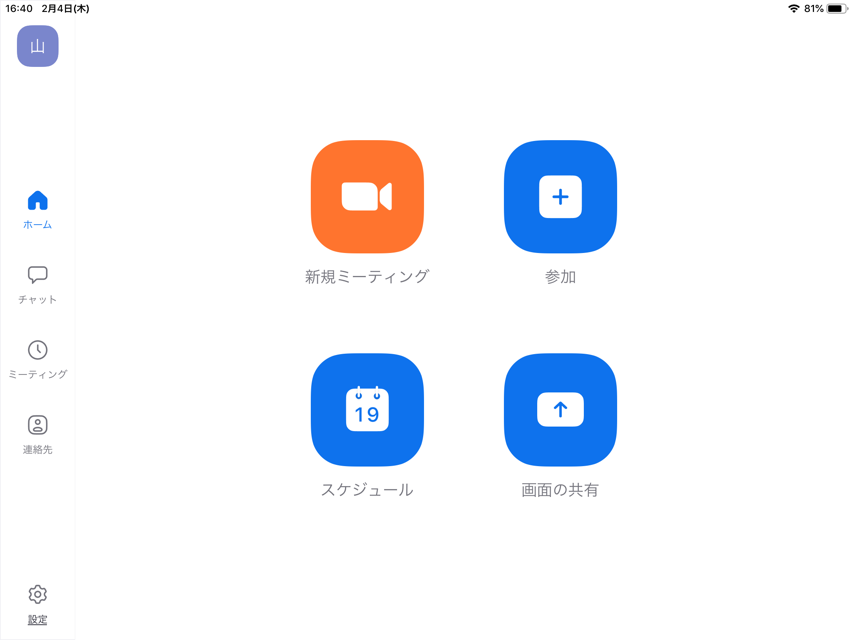 16:40 2月4日(木)
81%
山
ホーム
チャット
ミーティング
連絡先
設定
新規ミーティング
参加
19
スケジュール
画面の共有